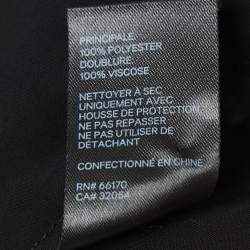 PRINCIPALE:
100% POLYESTER
DOUBLURE:
100% VISCOSE
NETTOYER À SEC
UNIQUEMENT AVEC
HOUSSE DE PROTECTION
NE PAS REPASSER
NE PAS UTILISER DE
DÉTACHANT
CONFECTIONNÉ EN CHINE
RN# 66170
CA# 32054